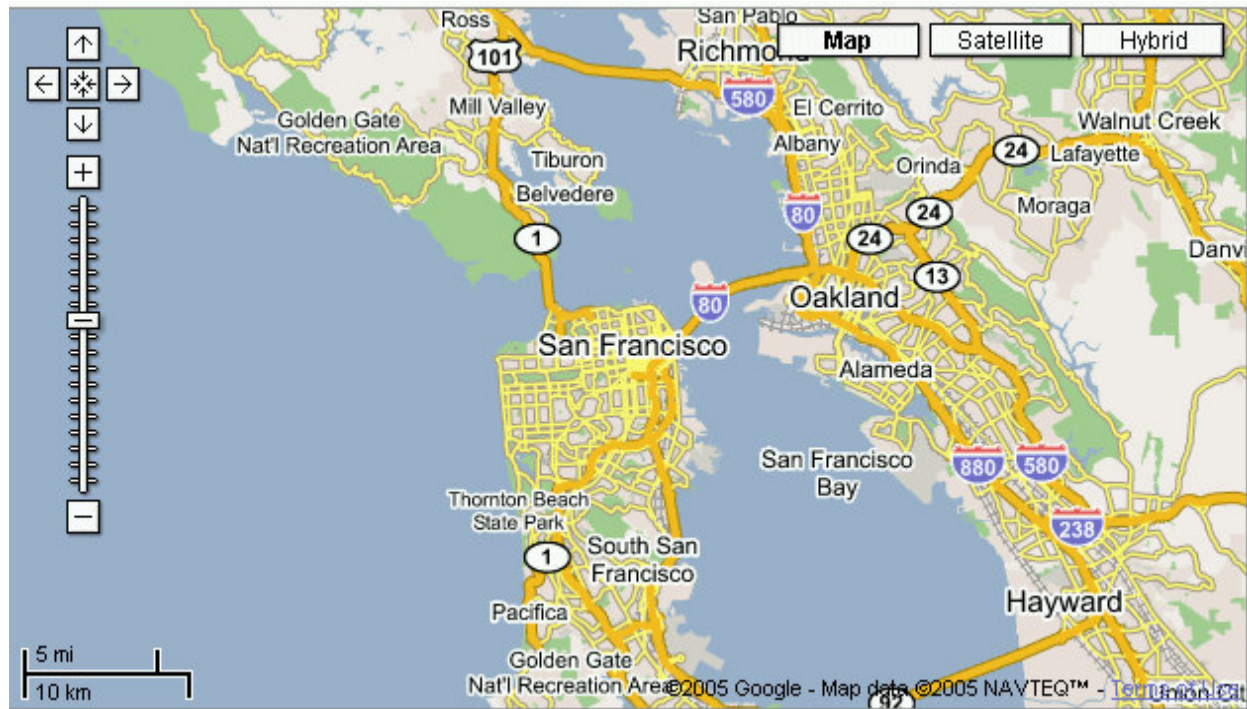 San Pablo
Ross
Map
Satellite
Hybrid
Richmond
101
580
Mill Valley
El Cerrito
Golden Gate
Nat'l Recreation Area
Walnut Creek
Albany
24
Lafayette
Tiburon
Orinda
Belvedere
Moraga
80
24
1
24
Danvi
13
80
Oakland
San Francisco
Alameda
San Francisco
Bay
880
580
Thornton Beach
State Park
238
1
South San
Francisco
Hayward
Pacifica
5 mi
10 km
Golden Gate
Nat'l Recreation Area
©2005 Google - Map data ©2005 NAVTEQ™ - Terms of Use
92